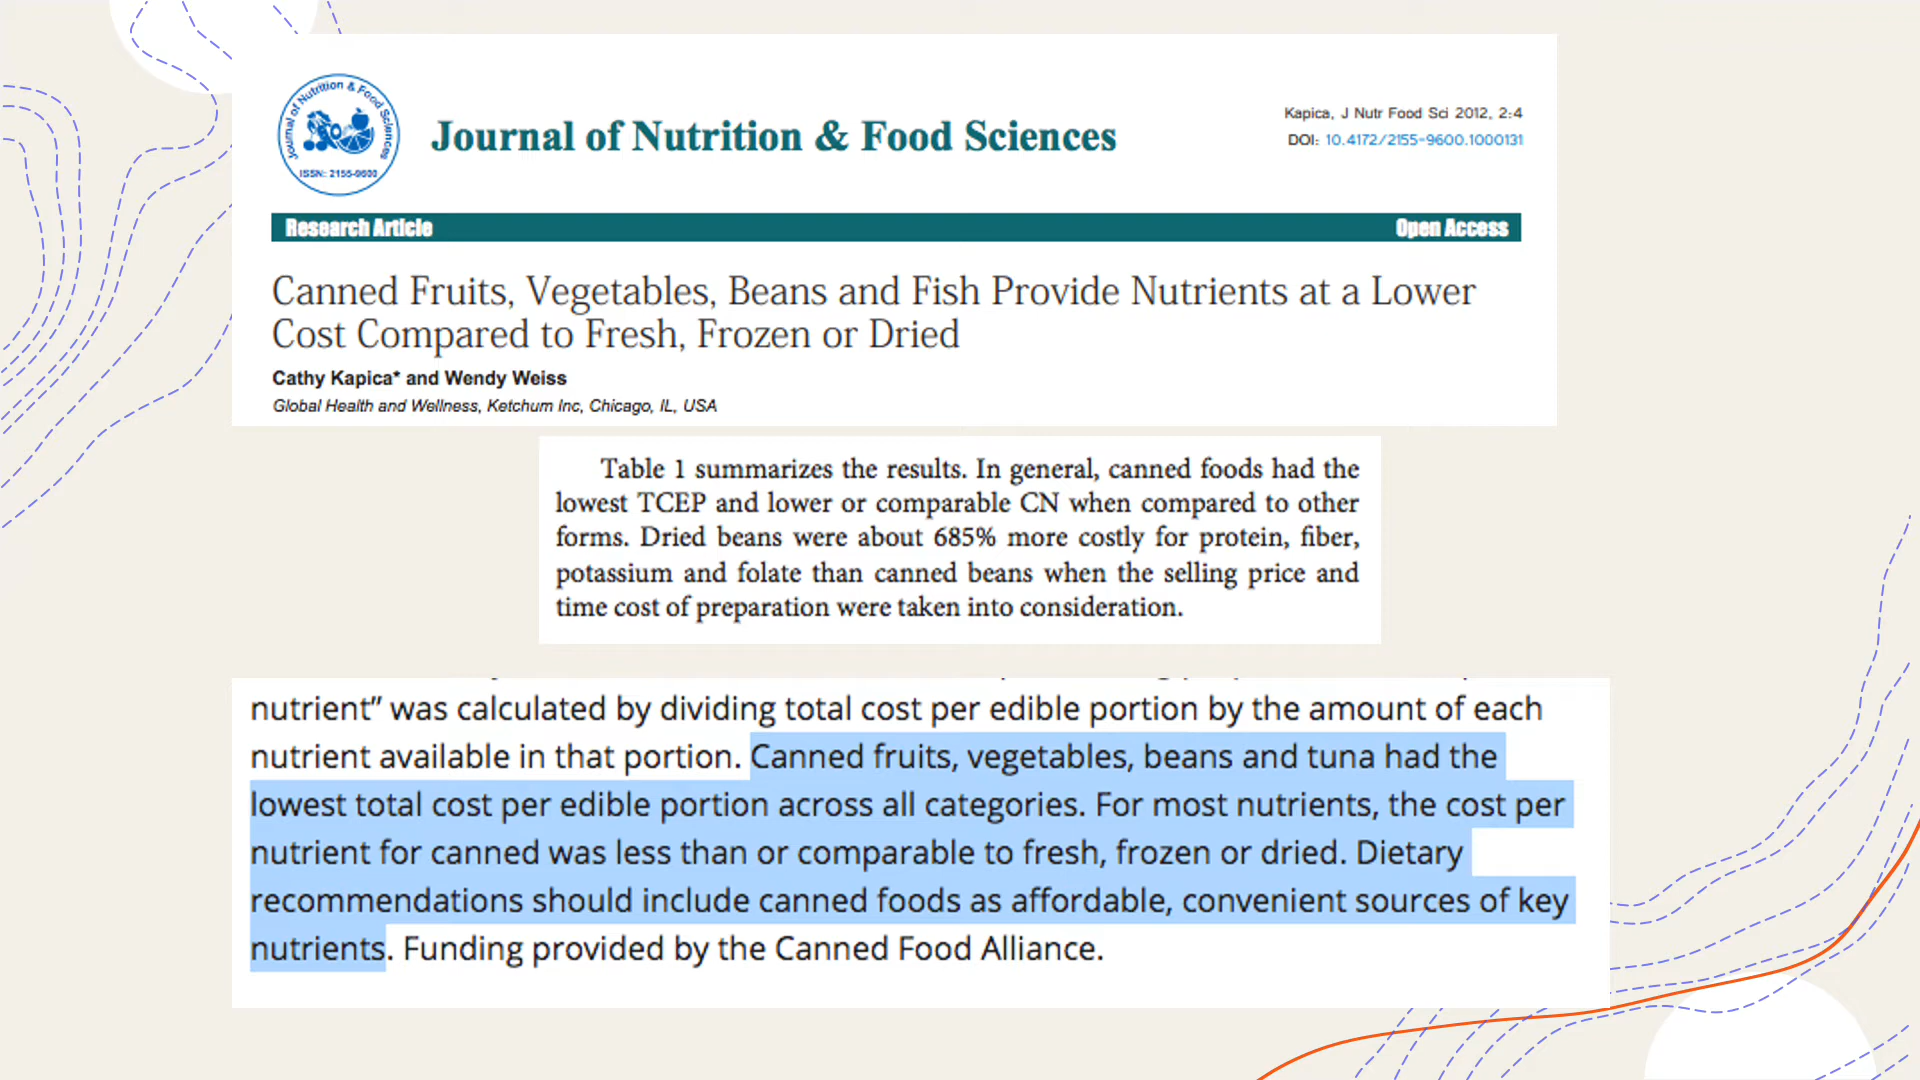 Journal of Nutrition & Food Sciences
ISSN: 2155-9600
Journal of Nutrition & Food Sciences
Kapica, J Nutr Food Sci 2012, 2:4
DOI: 10.4172/2155-9600.1000131
Research Article
Open Access
Canned Fruits, Vegetables, Beans and Fish Provide Nutrients at a Lower
Cost Compared to Fresh, Frozen or Dried
Cathy Kapica* and Wendy Weiss
Global Health and Wellness, Ketchum Inc, Chicago, IL, USA
Table 1 summarizes the results. In general, canned foods had the
lowest TCEP and lower or comparable CN when compared to other
forms. Dried beans were about 685% more costly for protein, fiber,
potassium and folate than canned beans when the selling price and
time cost of preparation were taken into consideration.
nutrient” was calculated by dividing total cost per edible portion by the amount of each
nutrient available in that portion. Canned fruits, vegetables, beans and tuna had the
lowest total cost per edible portion across all categories. For most nutrients, the cost per
nutrient for canned was less than or comparable to fresh, frozen or dried. Dietary
recommendations should include canned foods as affordable, convenient sources of key
nutrients. Funding provided by the Canned Food Alliance.